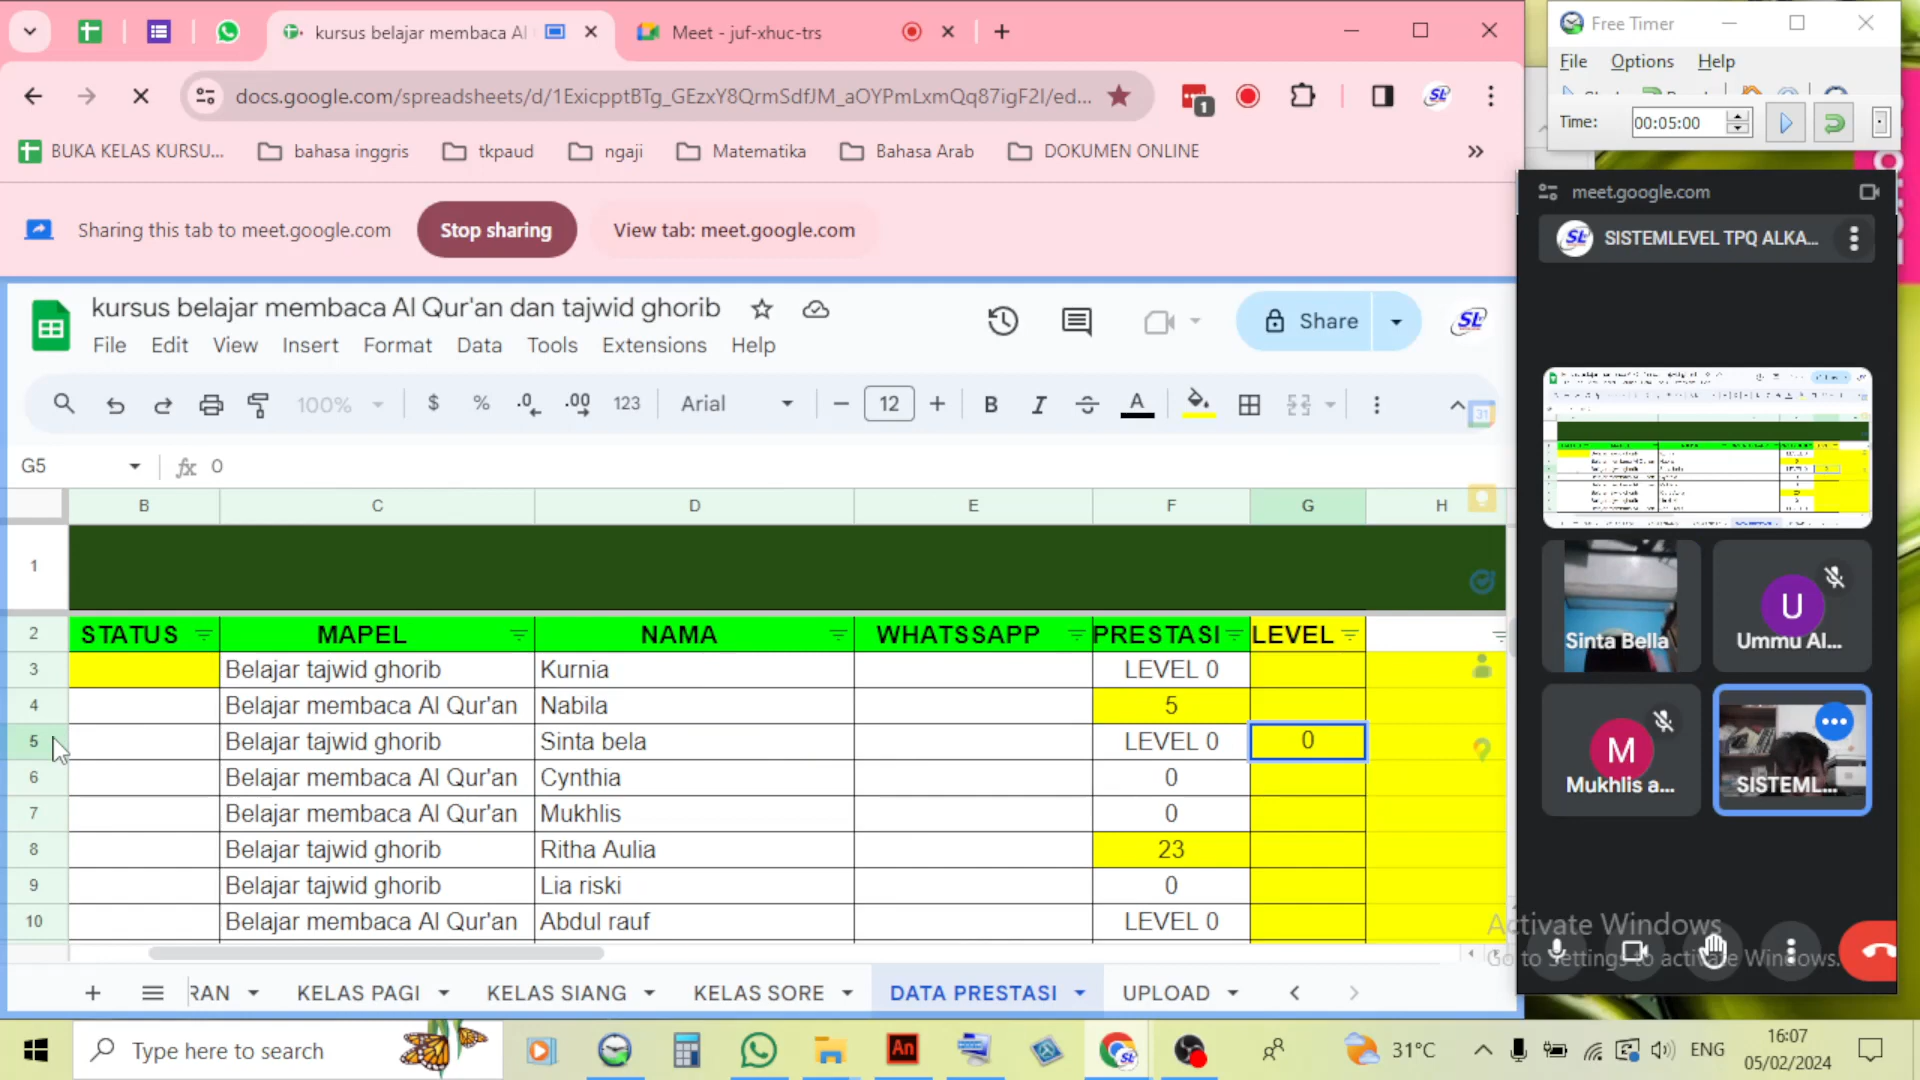 kursus belajar membaca Al
Meet - juf-xhuc-trs
docs.google.com/spreadsheets/d/1ExicpptBTg_GEzxY8QrmSdfJM_aOYPmLxmQq87igF2I/ed...
1
SL
BUKA KELAS KURSU...
bahasa inggris
tkpaud
ngaji
Matematika
Bahasa Arab
DOKUMEN ONLINE
Sharing this tab to meet.google.com
Stop sharing
View tab: meet.google.com
kursus belajar membaca Al Qur'an dan tajwid ghorib
Share
SL
File Edit View Insert Format Data Tools Extensions Help
100% $ % .0 .00 123 Arial 12 B I A
31
G5 fx 0
B C D E F G H
1
2 STATUS MAPEL NAMA WHATSSAPP PRESTASI LEVEL
3 Belajar tajwid ghorib Kurnia LEVEL 0
4 Belajar membaca Al Qur'an Nabila 5
5 Belajar tajwid ghorib Sinta bela LEVEL 0 0
6 Belajar membaca Al Qur'an Cynthia 0
7 Belajar membaca Al Qur'an Mukhlis 0
8 Belajar tajwid ghorib Ritha Aulia 23
9 Belajar tajwid ghorib Lia riski 0
10 Belajar membaca Al Qur'an Abdul rauf LEVEL 0
RAN KELAS PAGI KELAS SIANG KELAS SORE DATA PRESTASI UPLOAD
Free Timer
File Options Help
Time: 00:05:00
meet.google.com
SL SISTEMLEVEL TPQ ALKA...
Sinta Bella
U
Ummu Al...
M
Mukhlis a...
SISTEML...
Activate Windows
Go to Settings to activate Windows.
Type here to search
An
SL
31°C
ENG
16:07
05/02/2024